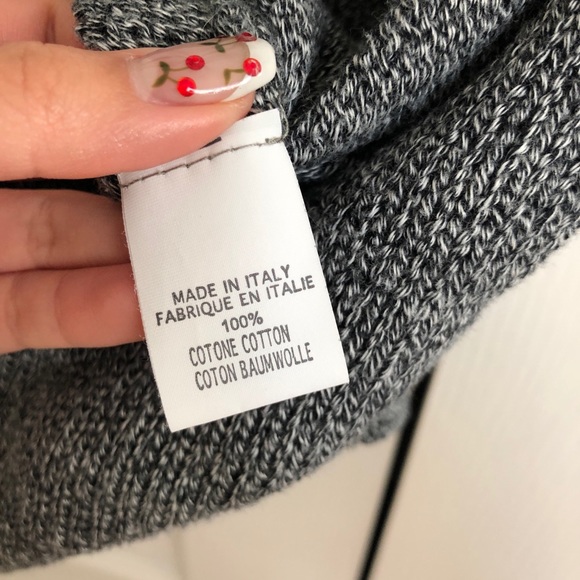 MADE IN ITALY
FABRIQUE EN ITALIE
100%
COTONE COTTON
COTON BAUMWOLLE